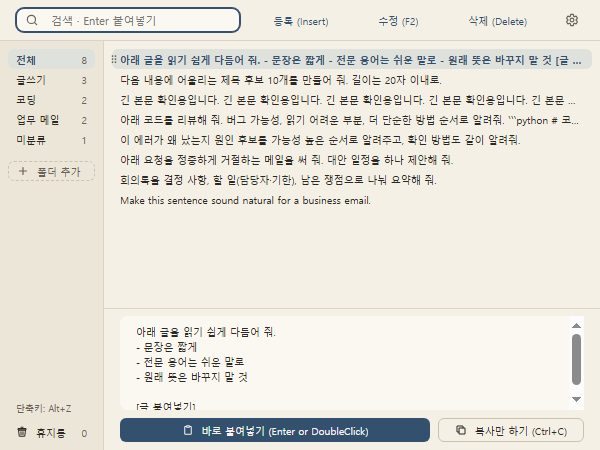 검색 · Enter 붙여넣기
등록 (Insert)
수정 (F2)
삭제 (Delete)
전체 8
글쓰기 3
코딩 2
업무 메일 2
미분류 1
폴더 추가
단축키: Alt+Z
휴지통 0
아래 글을 읽기 쉽게 다듬어 줘. - 문장은 짧게 - 전문 용어는 쉬운 말로 - 원래 뜻은 바꾸지 말 것 [글 ...
다음 내용에 어울리는 제목 후보 10개를 만들어 줘. 길이는 20자 이내로.
긴 본문 확인용입니다. 긴 본문 확인용입니다. 긴 본문 확인용입니다. 긴 본문 확인용입니다. 긴 본문 ...
아래 코드를 리뷰해 줘. 버그 가능성, 읽기 어려운 부분, 더 단순한 방법 순서로 알려줘. ```python # 코...
이 에러가 왜 났는지 원인 후보를 가능성 높은 순서로 알려주고, 확인 방법도 같이 알려줘.
아래 요청을 정중하게 거절하는 메일을 써 줘. 대안 일정을 하나 제안해 줘.
회의록을 결정 사항, 할 일(담당자·기한), 남은 쟁점으로 나눠 요약해 줘.
Make this sentence sound natural for a business email.
아래 글을 읽기 쉽게 다듬어 줘.
- 문장은 짧게
- 전문 용어는 쉬운 말로
- 원래 뜻은 바꾸지 말 것
[글 붙여넣기]
바로 붙여넣기 (Enter or DoubleClick)
복사만 하기 (Ctrl+C)